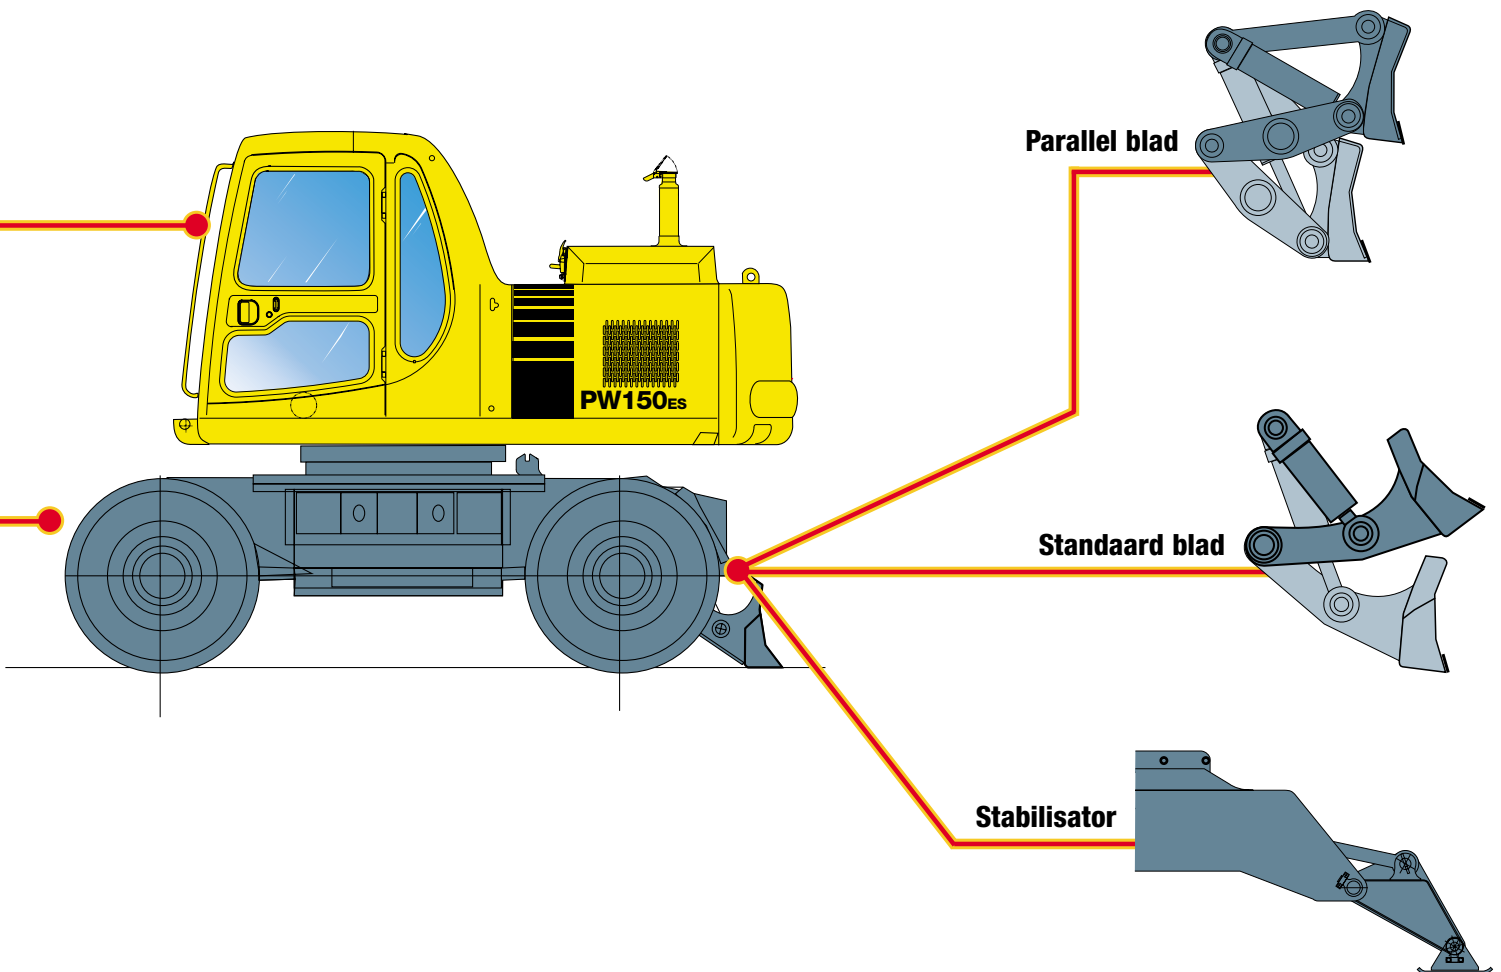 Parallel blad
PW150ES
Standaard blad
Stabilisator